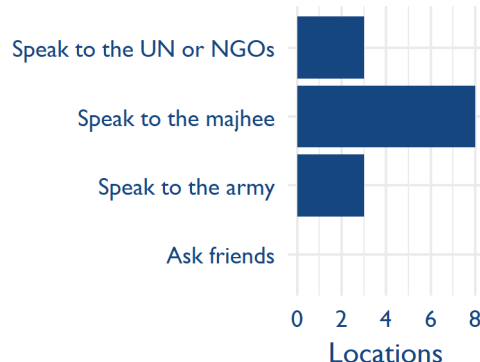 Speak to the UN or NGOs
Speak to the majhee
Speak to the army
Ask friends
0 2 4 6 8
Locations